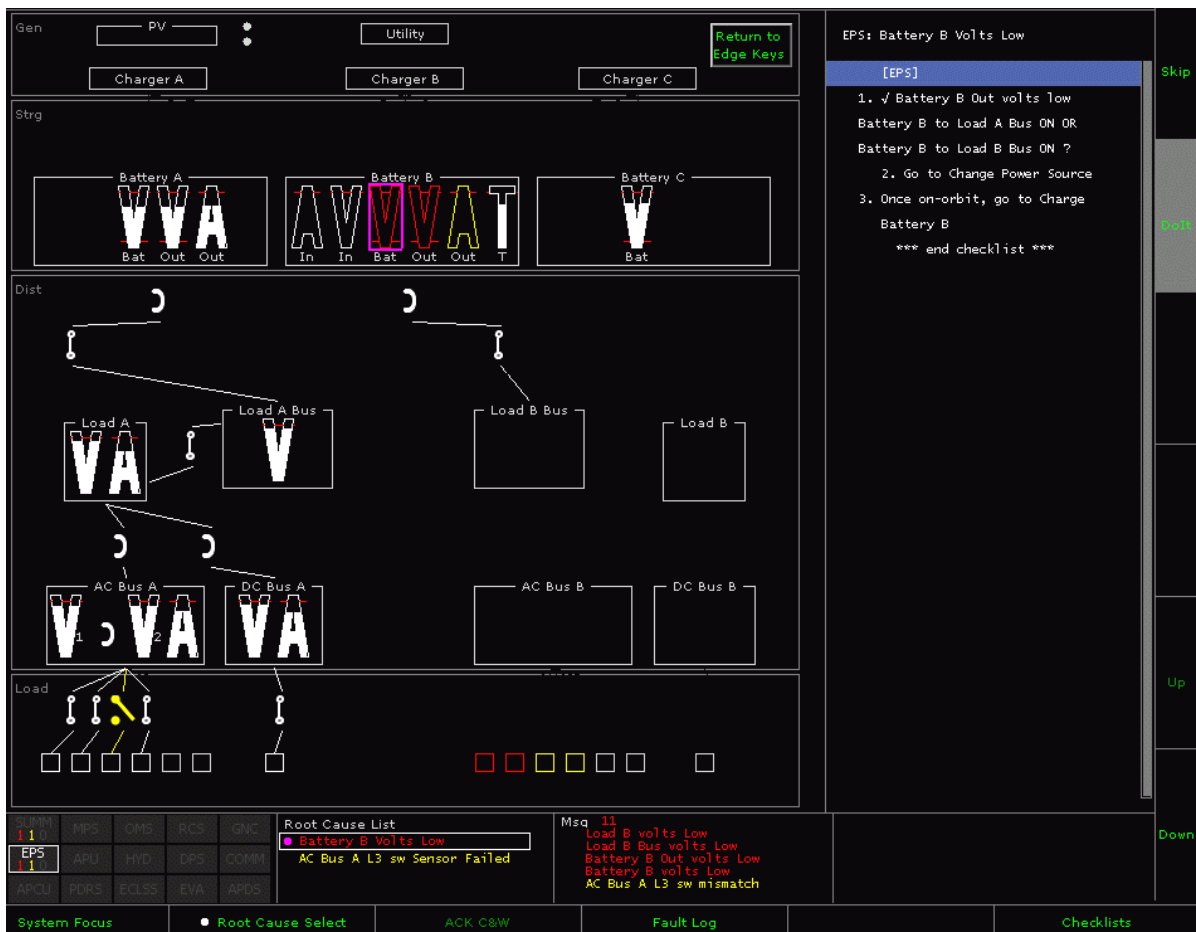 Gen
PV
Utility
Return to
Edge Keys
Charger A
Charger B
Charger C
Strg
Battery A
Battery B
Battery C
V V A
A V V V A T
V
Bat Out Out
In In Bat Out Out T
Bat
Dist
Load A
Load A Bus
Load B Bus
Load B
V A
V
AC Bus A
DC Bus A
AC Bus B
DC Bus B
V 1 V 2 A
V A
Load
SUMM
1 1 0
MPS
OMS
RCS
GNC
EPS
1 1 0
APU
HYD
DPS
COMM
APCU
PDRS
ECLSS
EVA
APDS
Root Cause List
Battery B Volts Low
AC Bus A L3 sw Sensor Failed
Msg 11
Load B volts Low
Load B Bus volts Low
Battery B Out volts Low
Battery B volts Low
AC Bus A L3 sw mismatch
EPS: Battery B Volts Low
[EPS]
1. √ Battery B Out volts low
Battery B to Load A Bus ON OR
Battery B to Load B Bus ON ?
2. Go to Change Power Source
3. Once on-orbit, go to Charge
Battery B
*** end checklist ***
Skip
DoIt
Up
Down
System Focus
Root Cause Select
ACK C&W
Fault Log
Checklists